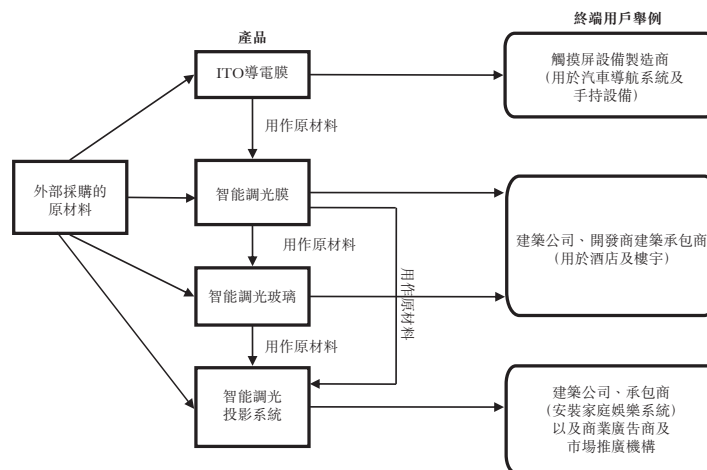 終端用戶舉例
產品
ITO導電膜
觸摸屏設備製造商
(用於汽車導航系統及
手持設備)
用作原材料
外部採購的
原材料
智能調光膜
建築公司、開發商建築承包商
(用於酒店及樓宇)
用作原材料
智能調光玻璃
用作原材料
用作原材料
智能調光
投影系統
建築公司、承包商
(安裝家庭娛樂系統)
以及商業廣告商及
市場推廣機構